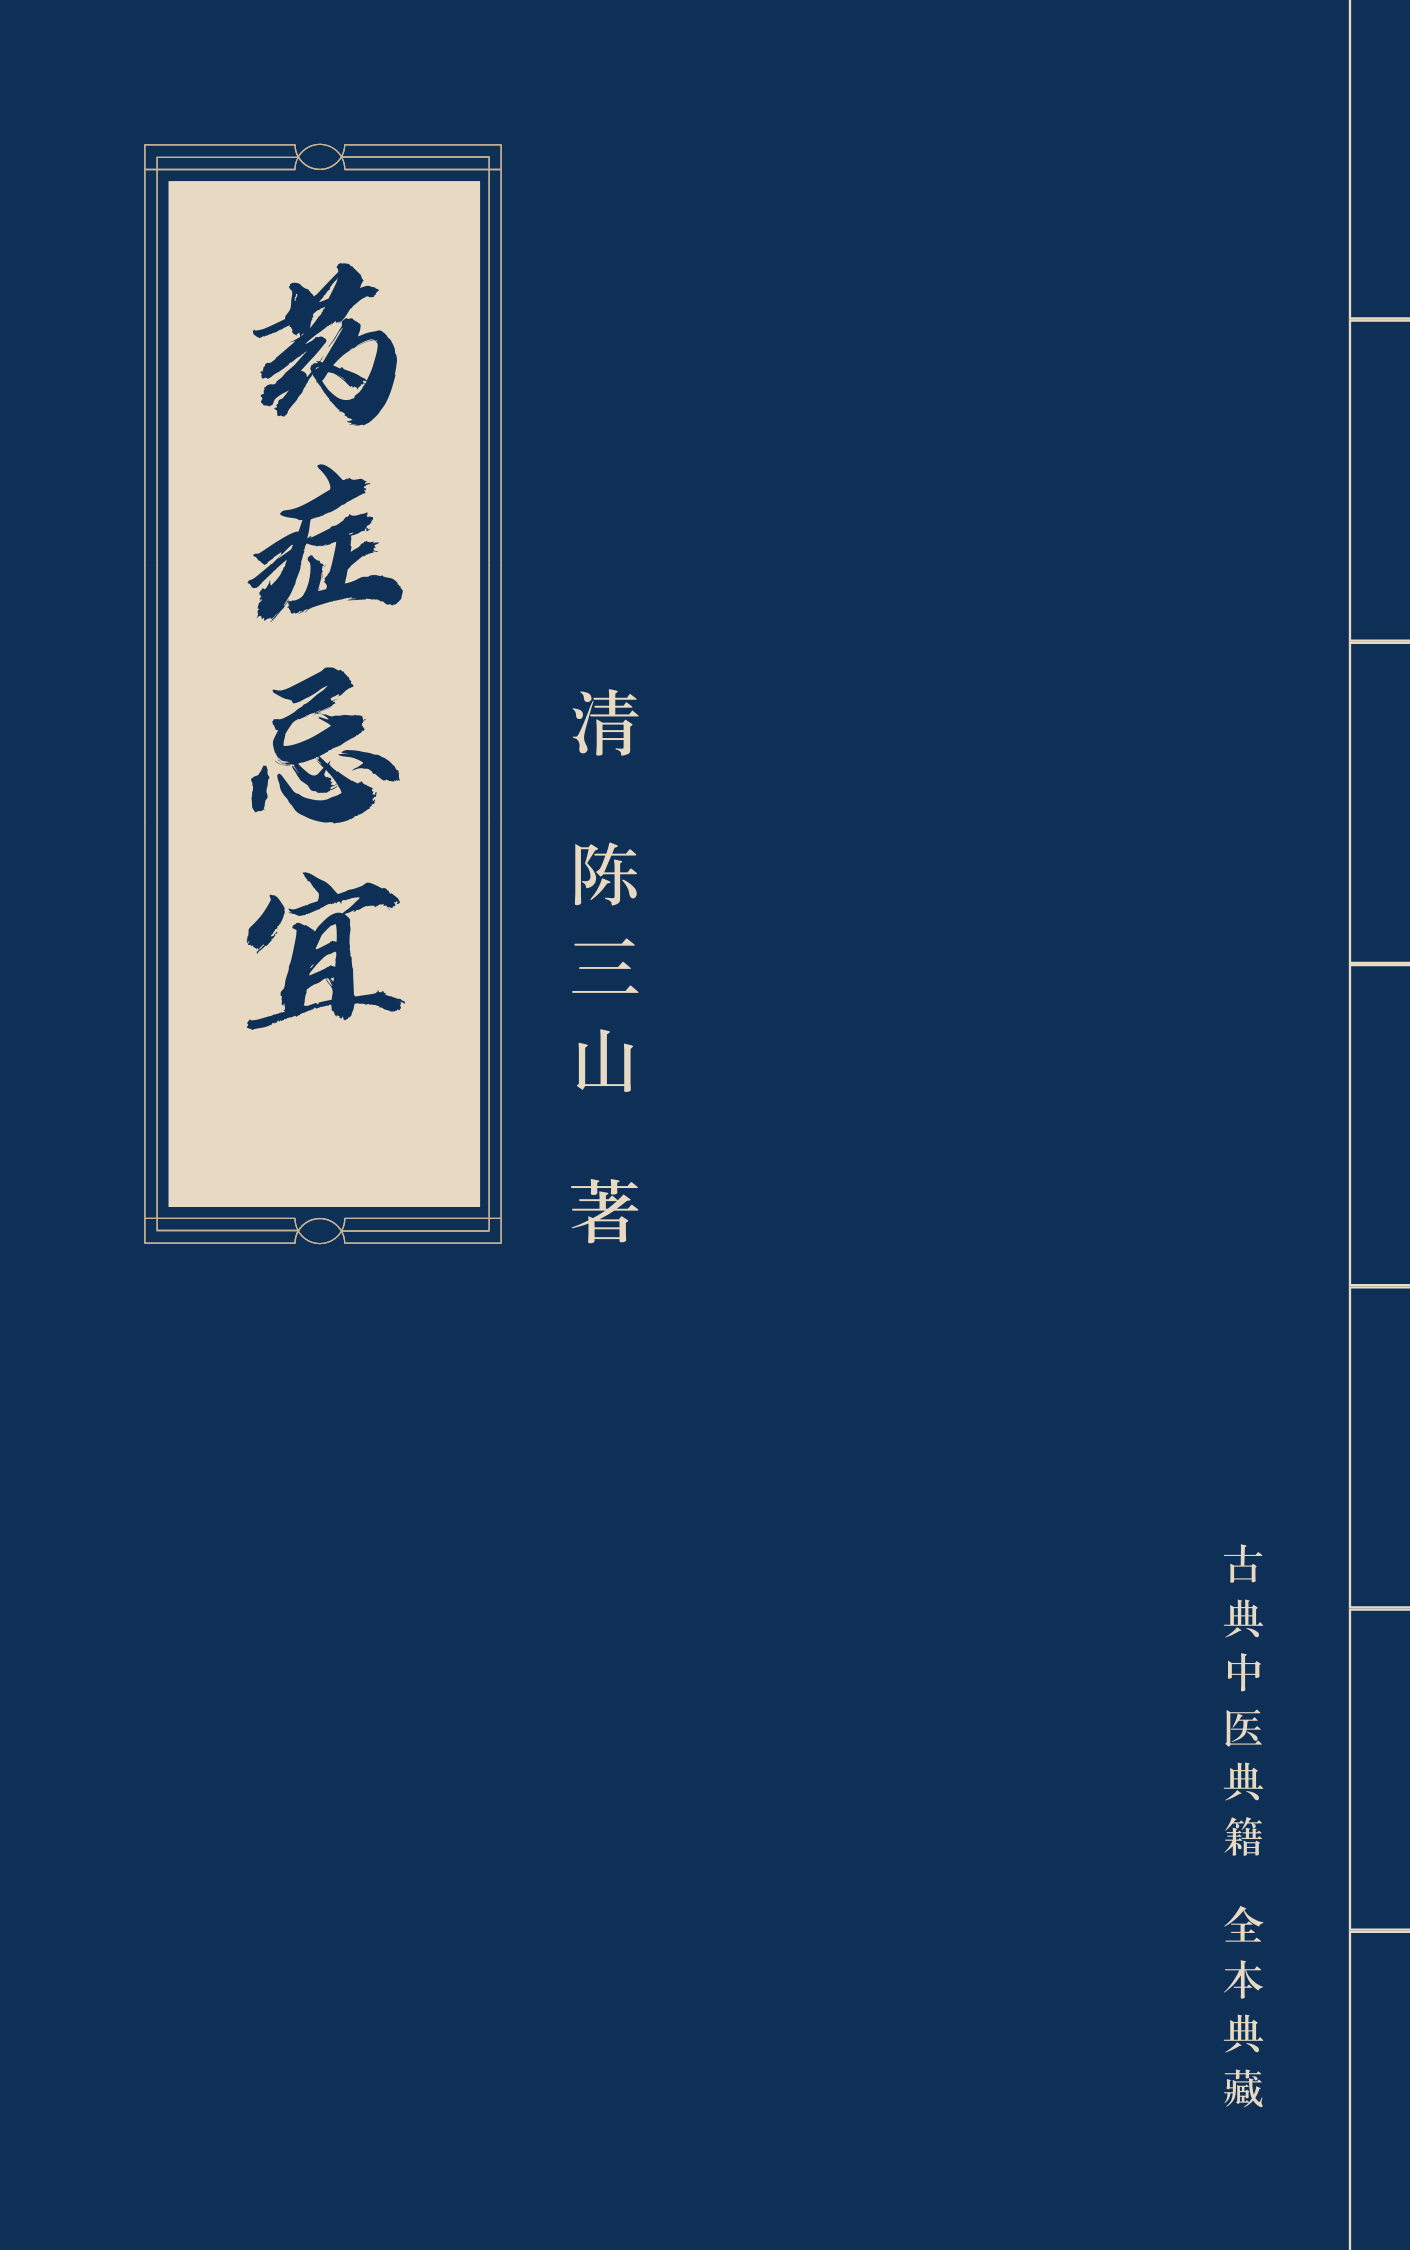 药症忌宜
清 陈三山 著
古典中医典籍 全本典藏